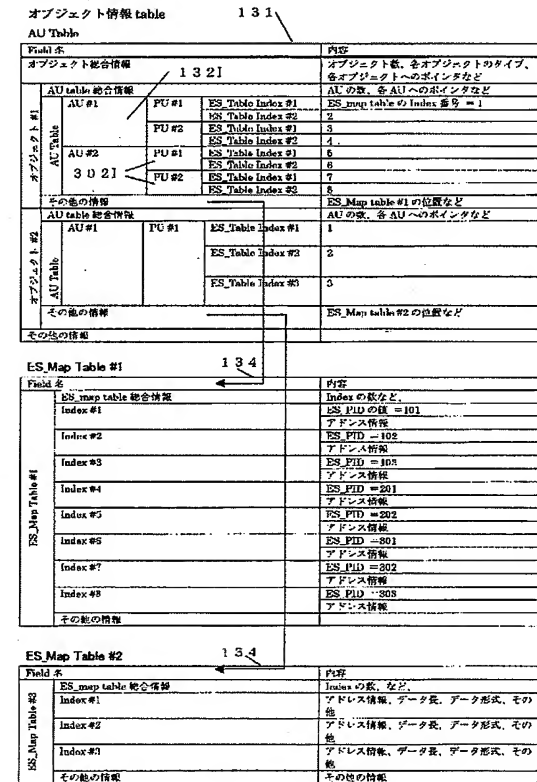 オブジェクト情報 table 131
AU Table
Field 名 内容
オブジェクト総合情報 オブジェクト数、各オブジェクトのタイプ、
132I 各オブジェクトへのポインタなど
オブジェクト #1 AU Table AU table 総合情報 AU の数、各 AU へのポインタなど
AU #1 PU #1 ES_Table Index #1 ES_map table の Index 番号 = 1
ES_Table Index #2 2
PU #2 ES_Table Index #1 3
ES_Table Index #2 4
AU #2 PU #1 ES_Table Index #1 5
302I ES_Table Index #2 6
PU #2 ES_Table Index #1 7
ES_Table Index #2 8
その他の情報 ES_Map table #1 の位置など
オブジェクト #2 AU Table AU table 総合情報 AU の数、各 AU へのポインタなど
AU #1 PU #1 ES_Table Index #1 1
ES_Table Index #2 2
ES_Table Index #3 3
その他の情報 ES_Map table #2 の位置など
その他の情報
ES_Map Table #1 134
Field 名 内容
ES_Map Table #1 ES_map table 総合情報 Index の数など、
Index #1 ES_PID の値 =101
アドレス情報
Index #2 ES_PID =102
アドレス情報
Index #3 ES_PID =103
アドレス情報
Index #4 ES_PID =201
アドレス情報
Index #5 ES_PID =202
アドレス情報
Index #6 ES_PID =301
アドレス情報
Index #7 ES_PID =302
アドレス情報
Index #8 ES_PID =303
アドレス情報
その他の情報
ES_Map Table #2 134
Field 名 内容
ES_Map Table #3 ES_map table 総合情報 Index の数、など、
Index #1 アドレス情報、データ長、データ形式、その
他
Index #2 アドレス情報、データ長、データ形式、その
他
Index #3 アドレス情報、データ長、データ形式、その
他
その他の情報 その他の情報